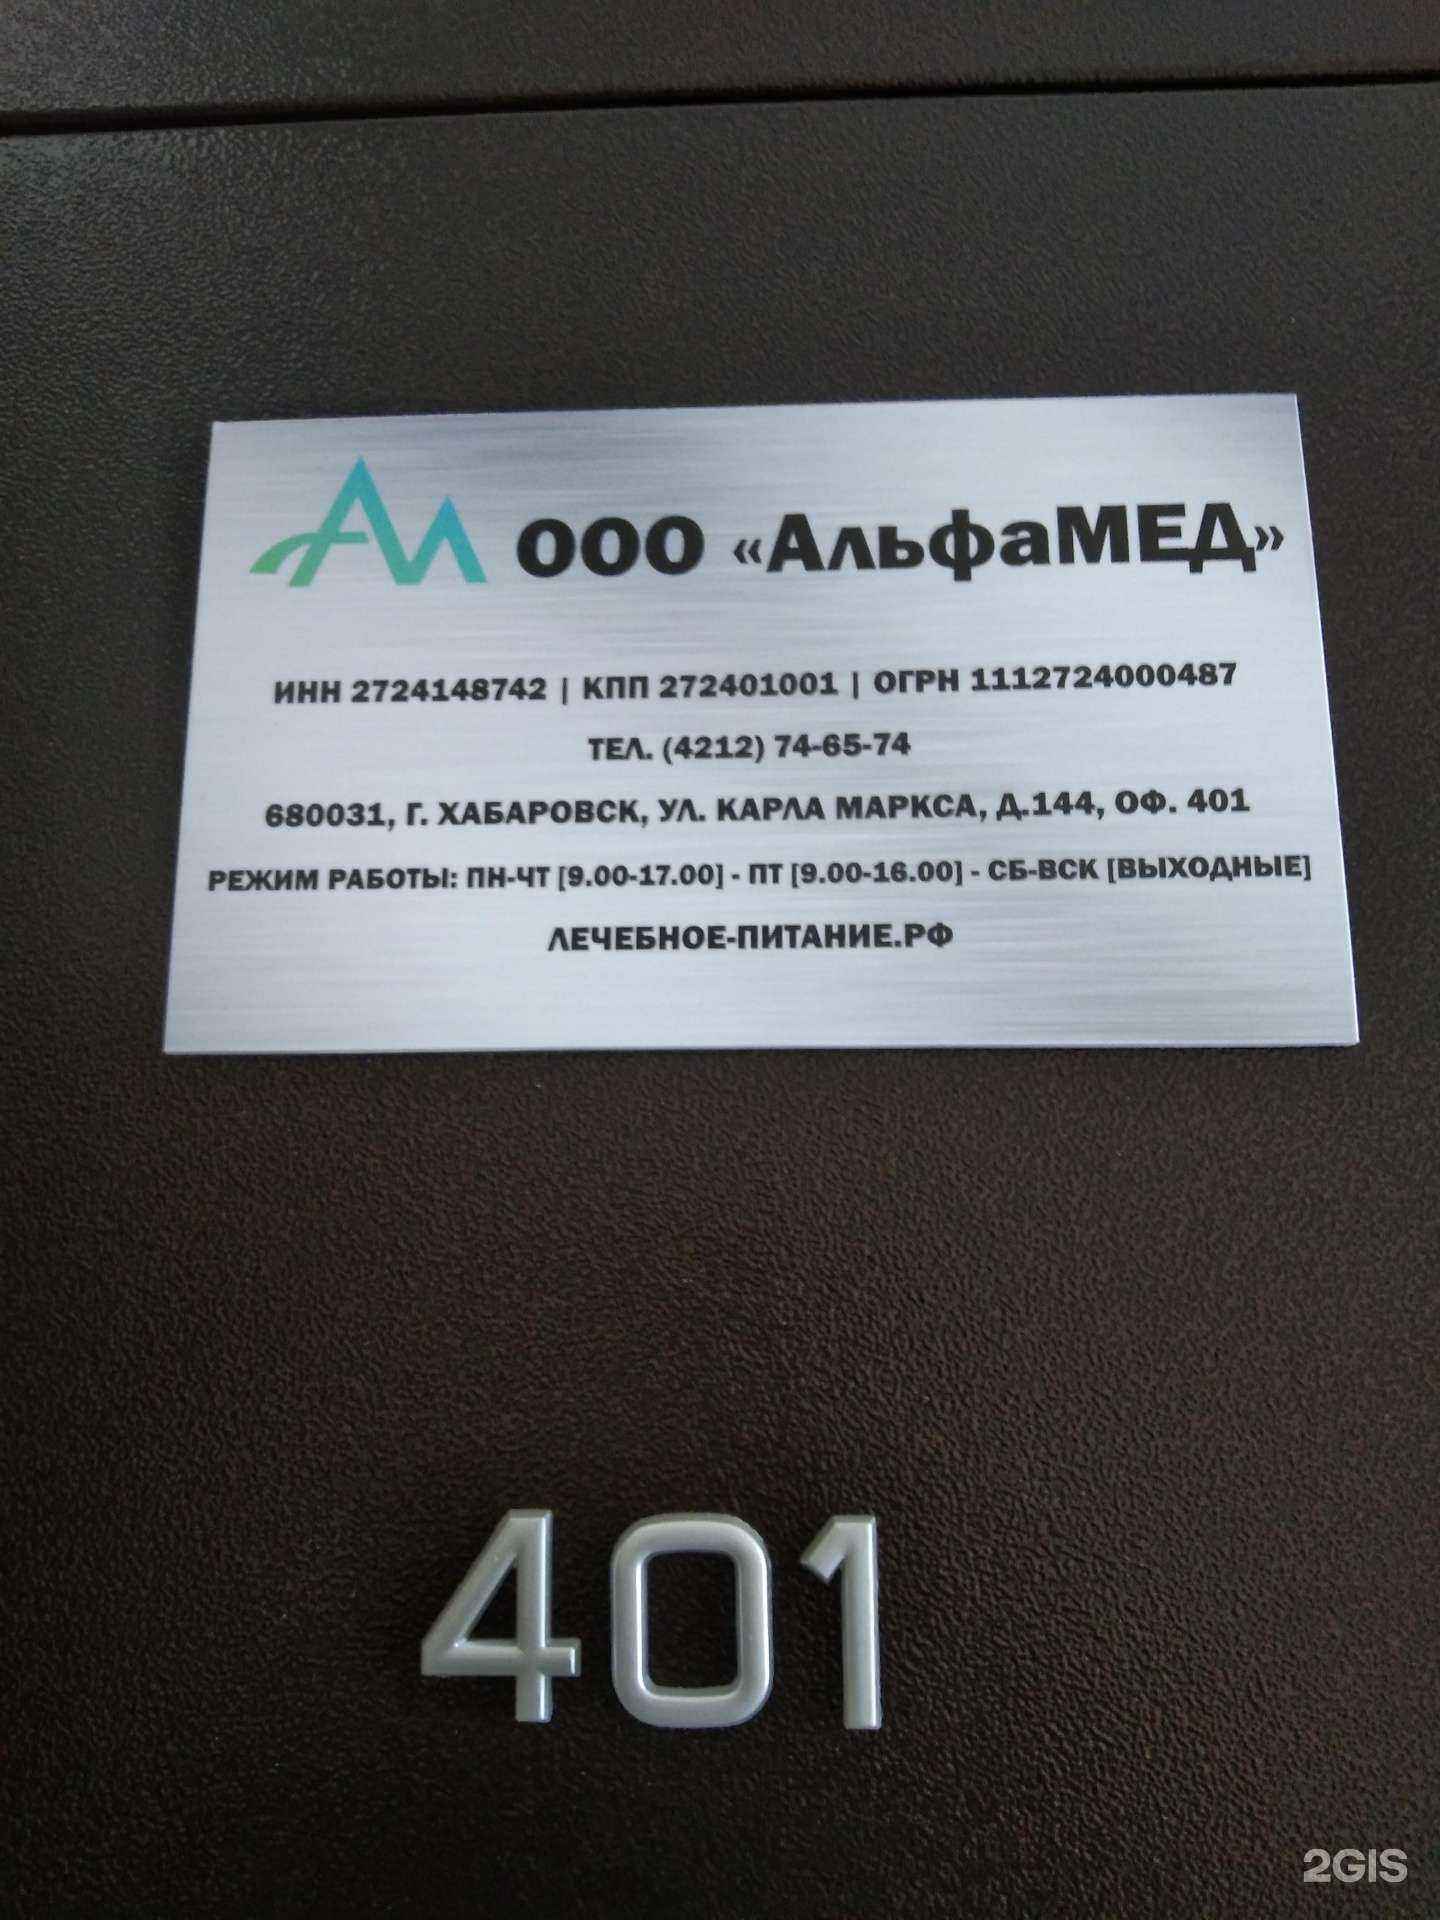 ООО «АльфаМЕД»
ИНН 2724148742 | КПП 272401001 | ОГРН 1112724000487
ТЕЛ. (4212) 74-65-74
680031, Г. ХАБАРОВСК, УЛ. КАРЛА МАРКСА, Д.144, ОФ. 401
РЕЖИМ РАБОТЫ: ПН-ЧТ [9.00-17.00] - ПТ [9.00-16.00] - СБ-ВСК [ВЫХОДНЫЕ]
ЛЕЧЕБНОЕ-ПИТАНИЕ.РФ
401
2GIS